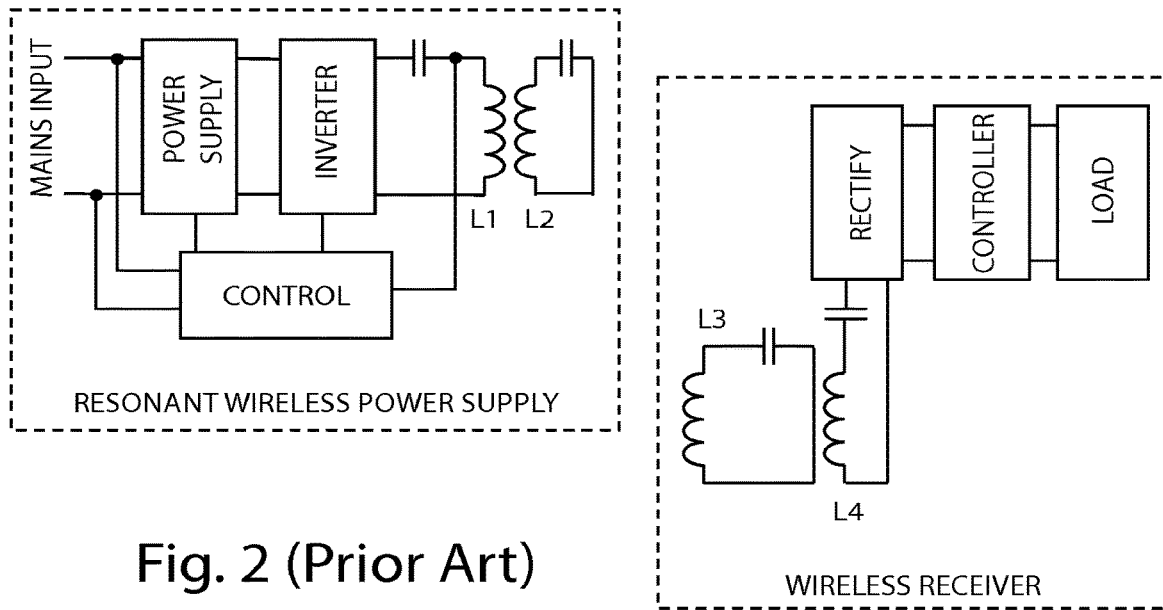 MAINS INPUT
POWER
SUPPLY
INVERTER
L1
L2
CONTROL
RESONANT WIRELESS POWER SUPPLY
RECTIFY
CONTROLLER
LOAD
L3
L4
WIRELESS RECEIVER
Fig. 2 (Prior Art)